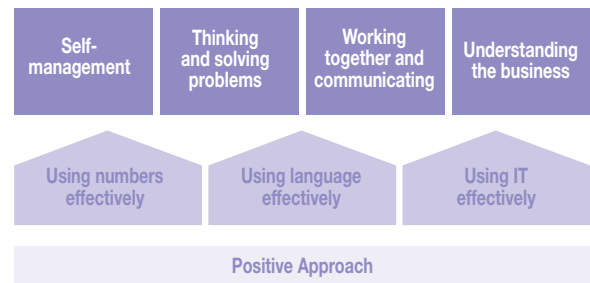 Self-
management
Thinking
and solving
problems
Working
together and
communicating
Understanding
the business
Using numbers
effectively
Using language
effectively
Using IT
effectively
Positive Approach